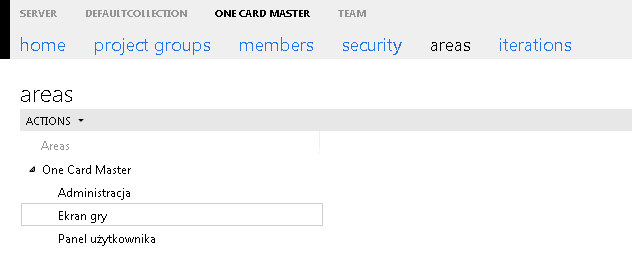 SERVER DEFAULTCOLLECTION ONE CARD MASTER TEAM
home project groups members security areas iterations
areas
ACTIONS
Areas
One Card Master
Administracja
Ekran gry
Panel użytkownika